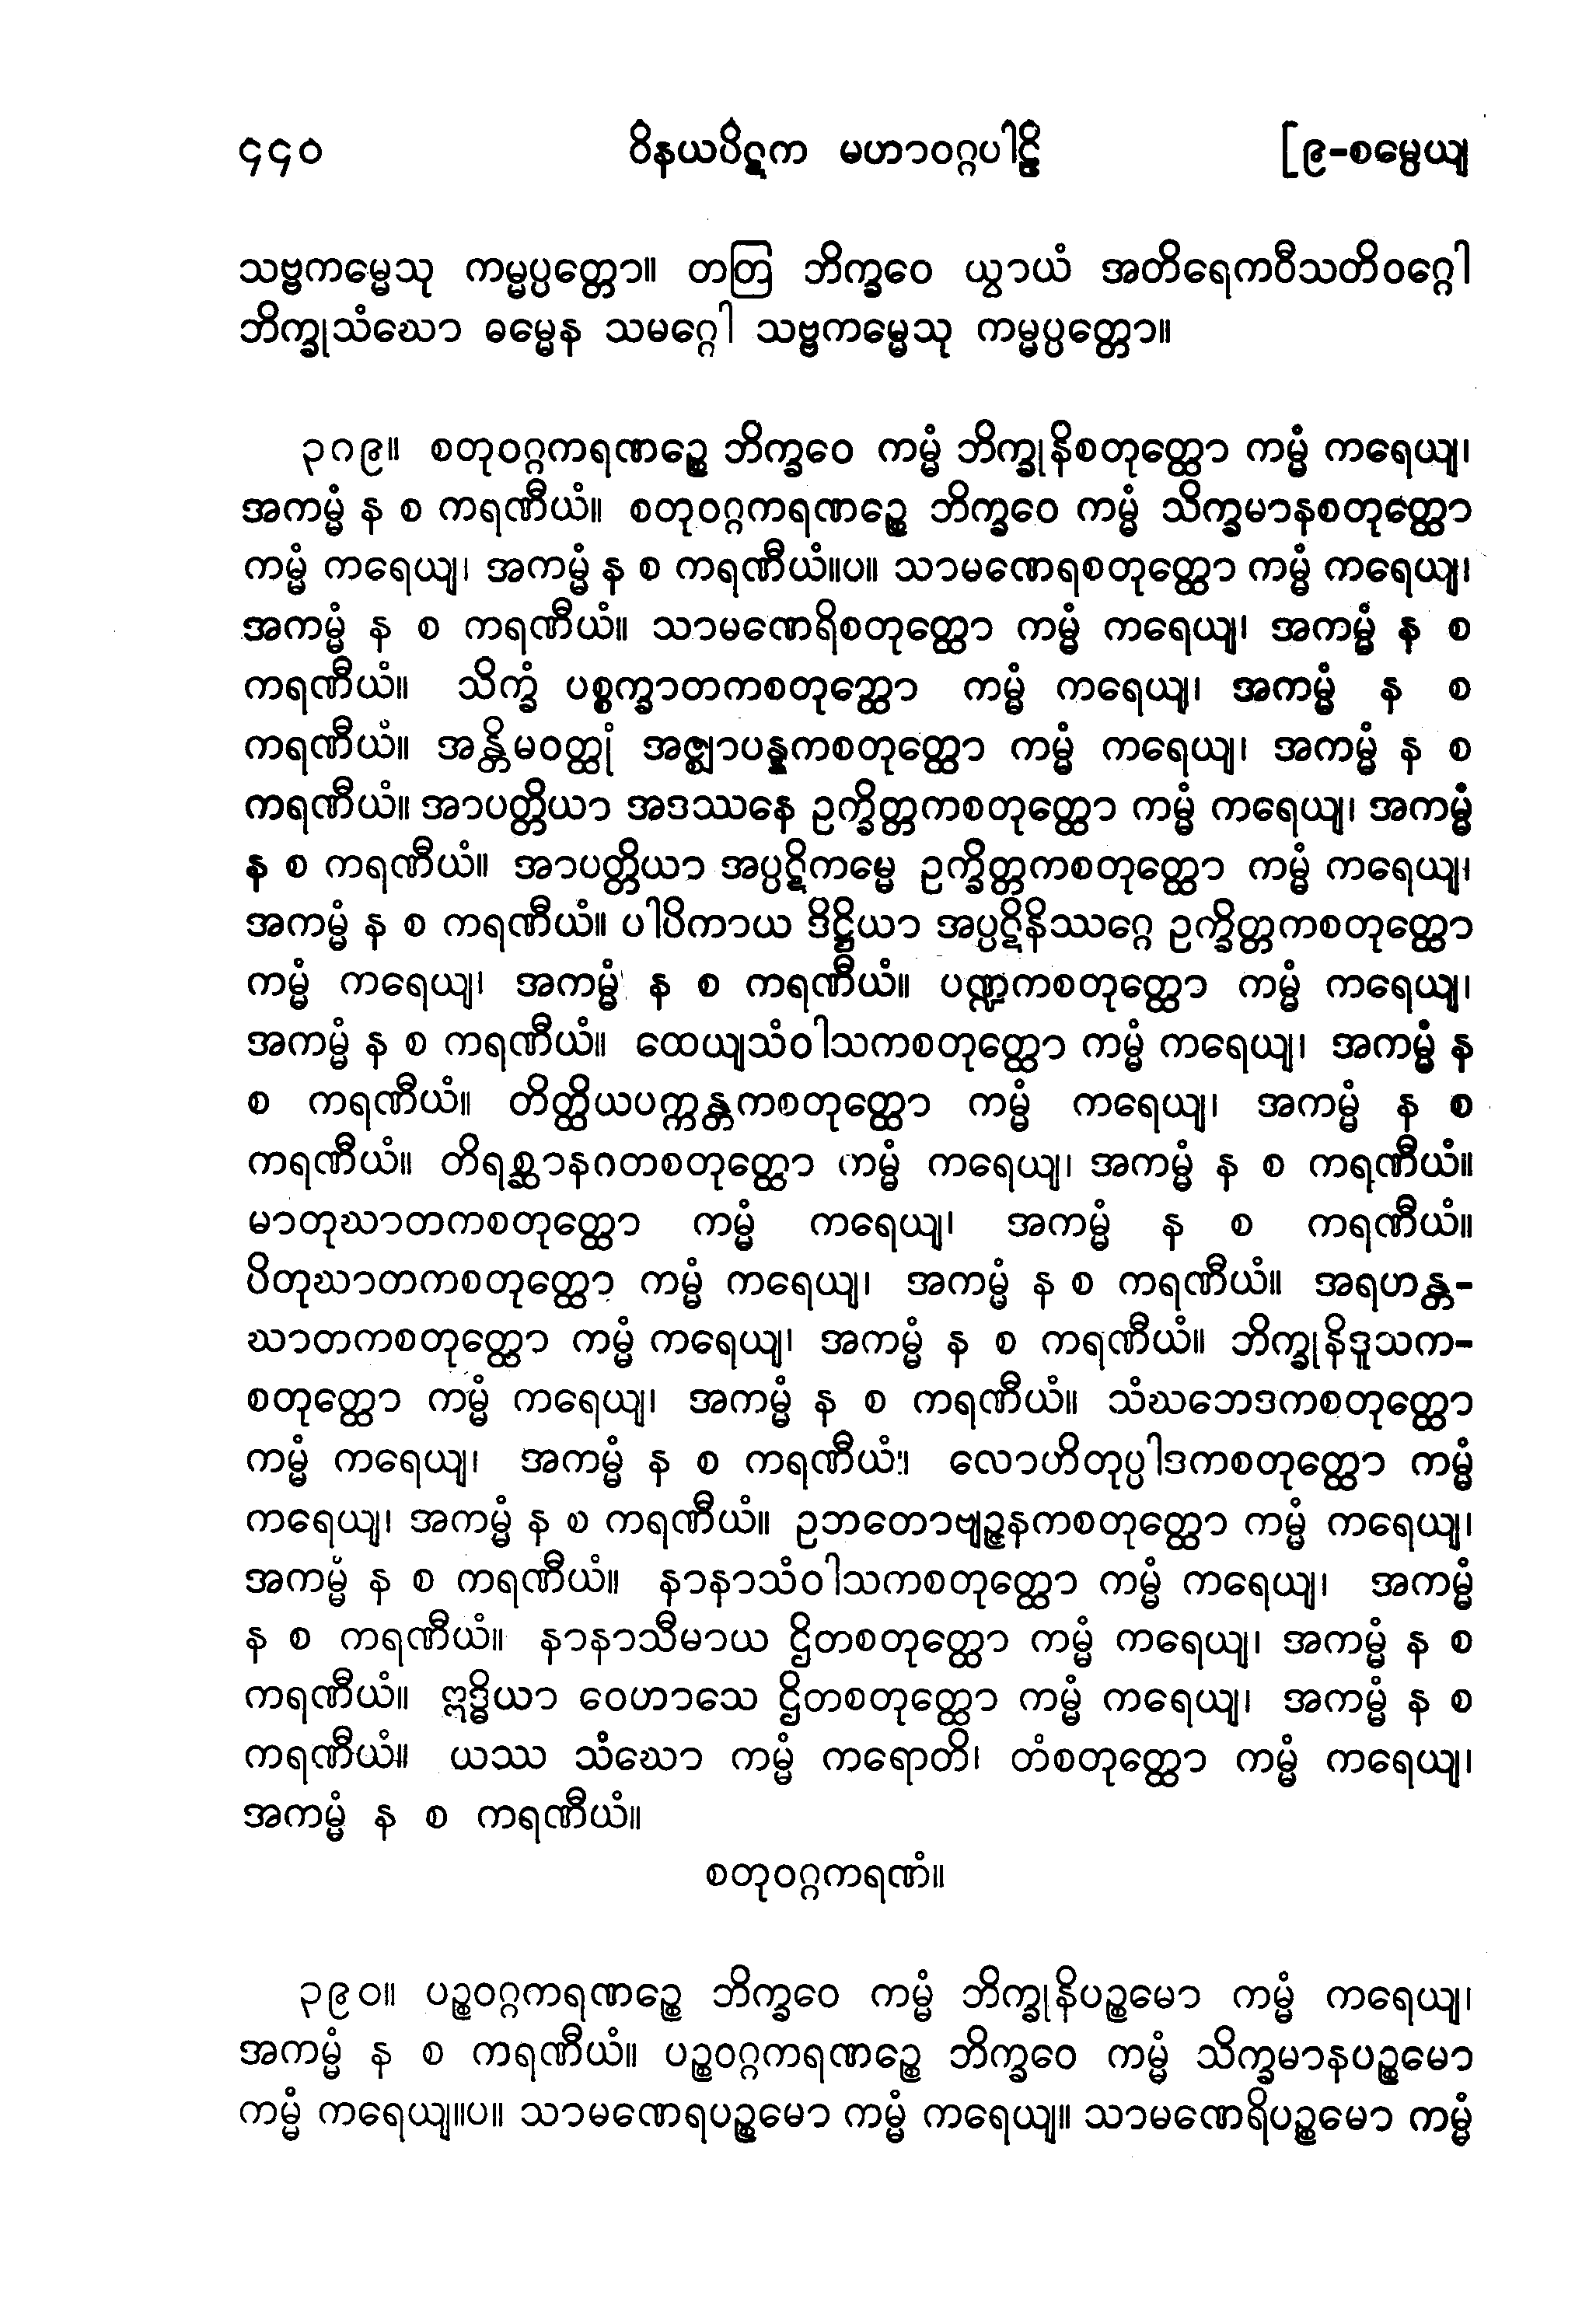 ၄၄၀ ဝိနယပိဋက မဟာဝဂ္ဂပါဠိ [၉-စမ္ပေယျ
သဗ္ဗကမ္မေသု ကမ္မပ္ပတ္တော။ တတြ ဘိက္ခဝေ ယွာယံ အတိရေကဝီသတိဝဂ္ဂေါ
ဘိက္ခုသံဃော ဓမ္မေန သမဂ္ဂေါ သဗ္ဗကမ္မေသု ကမ္မပ္ပတ္တော။
၃၈၉။ စတုဝဂ္ဂကရဏဉ္စေ ဘိက္ခဝေ ကမ္မံ ဘိက္ခုနိစတုတ္ထော ကမ္မံ ကရေယျ၊
အကမ္မံ န စ ကရဏီယံ။ စတုဝဂ္ဂကရဏဉ္စေ ဘိက္ခဝေ ကမ္မံ သိက္ခမာနစတုတ္ထော
ကမ္မံ ကရေယျ၊ အကမ္မံ န စ ကရဏီယံ။ပ။ သာမဏေရစတုတ္ထော ကမ္မံ ကရေယျ၊
အကမ္မံ န စ ကရဏီယံ။ သာမဏေရိစတုတ္ထော ကမ္မံ ကရေယျ၊ အကမ္မံ န စ
ကရဏီယံ။ သိက္ခံ ပစ္စက္ခာတကစတုတ္ထော ကမ္မံ ကရေယျ၊ အကမ္မံ န စ
ကရဏီယံ။ အန္တိမဝတ္ထုံ အဇ္ဈာပန္နကစတုတ္ထော ကမ္မံ ကရေယျ၊ အကမ္မံ န စ
ကရဏီယံ။ အာပတ္တိယာ အဒဿနေ ဥက္ခိတ္တကစတုတ္ထော ကမ္မံ ကရေယျ၊ အကမ္မံ
န စ ကရဏီယံ။ အာပတ္တိယာ အပ္ပဋိကမ္မေ ဥက္ခိတ္တကစတုတ္ထော ကမ္မံ ကရေယျ၊
အကမ္မံ န စ ကရဏီယံ။ ပါပိကာယ ဒိဋ္ဌိယာ အပ္ပဋိနိဿဂ္ဂေ ဥက္ခိတ္တကစတုတ္ထော
ကမ္မံ ကရေယျ၊ အကမ္မံ န စ ကရဏီယံ။ ပဏ္ဍကစတုတ္ထော ကမ္မံ ကရေယျ၊
အကမ္မံ န စ ကရဏီယံ။ ထေယျသံဝါသကစတုတ္ထော ကမ္မံ ကရေယျ၊ အကမ္မံ န
စ ကရဏီယံ။ တိတ္ထိယပက္ကန္တကစတုတ္ထော ကမ္မံ ကရေယျ၊ အကမ္မံ န စ
ကရဏီယံ။ တိရစ္ဆာနဂတစတုတ္ထော ကမ္မံ ကရေယျ၊ အကမ္မံ န စ ကရဏီယံ။
မာတုဃာတကစတုတ္ထော ကမ္မံ ကရေယျ၊ အကမ္မံ န စ ကရဏီယံ။
ပိတုဃာတကစတုတ္ထော ကမ္မံ ကရေယျ၊ အကမ္မံ န စ ကရဏီယံ။ အရဟန္တ-
ဃာတကစတုတ္ထော ကမ္မံ ကရေယျ၊ အကမ္မံ န စ ကရဏီယံ။ ဘိက္ခုနိဒူသက-
စတုတ္ထော ကမ္မံ ကရေယျ၊ အကမ္မံ န စ ကရဏီယံ။ သံဃဘေဒကစတုတ္ထော
ကမ္မံ ကရေယျ၊ အကမ္မံ န စ ကရဏီယံ။ လောဟိတုပ္ပါဒကစတုတ္ထော ကမ္မံ
ကရေယျ၊ အကမ္မံ န စ ကရဏီယံ။ ဥဘတောဗျဉ္ဇနကစတုတ္ထော ကမ္မံ ကရေယျ၊
အကမ္မံ န စ ကရဏီယံ။ နာနာသံဝါသကစတုတ္ထော ကမ္မံ ကရေယျ၊ အကမ္မံ
န စ ကရဏီယံ။ နာနာသီမာယ ဌိတစတုတ္ထော ကမ္မံ ကရေယျ၊ အကမ္မံ န စ
ကရဏီယံ။ ဣဒ္ဓိယာ ဝေဟာသေ ဌိတစတုတ္ထော ကမ္မံ ကရေယျ၊ အကမ္မံ န စ
ကရဏီယံ။ ယဿ သံဃော ကမ္မံ ကရောတိ၊ တံစတုတ္ထော ကမ္မံ ကရေယျ၊
အကမ္မံ န စ ကရဏီယံ။
စတုဝဂ္ဂကရဏံ။
၃၉၀။ ပဉ္စဝဂ္ဂကရဏဉ္စေ ဘိက္ခဝေ ကမ္မံ ဘိက္ခုနိပဉ္စမော ကမ္မံ ကရေယျ၊
အကမ္မံ န စ ကရဏီယံ။ ပဉ္စဝဂ္ဂကရဏဉ္စေ ဘိက္ခဝေ ကမ္မံ သိက္ခမာနပဉ္စမော
ကမ္မံ ကရေယျ။ပ။ သာမဏေရပဉ္စမော ကမ္မံ ကရေယျ။ သာမဏေရိပဉ္စမော ကမ္မံ